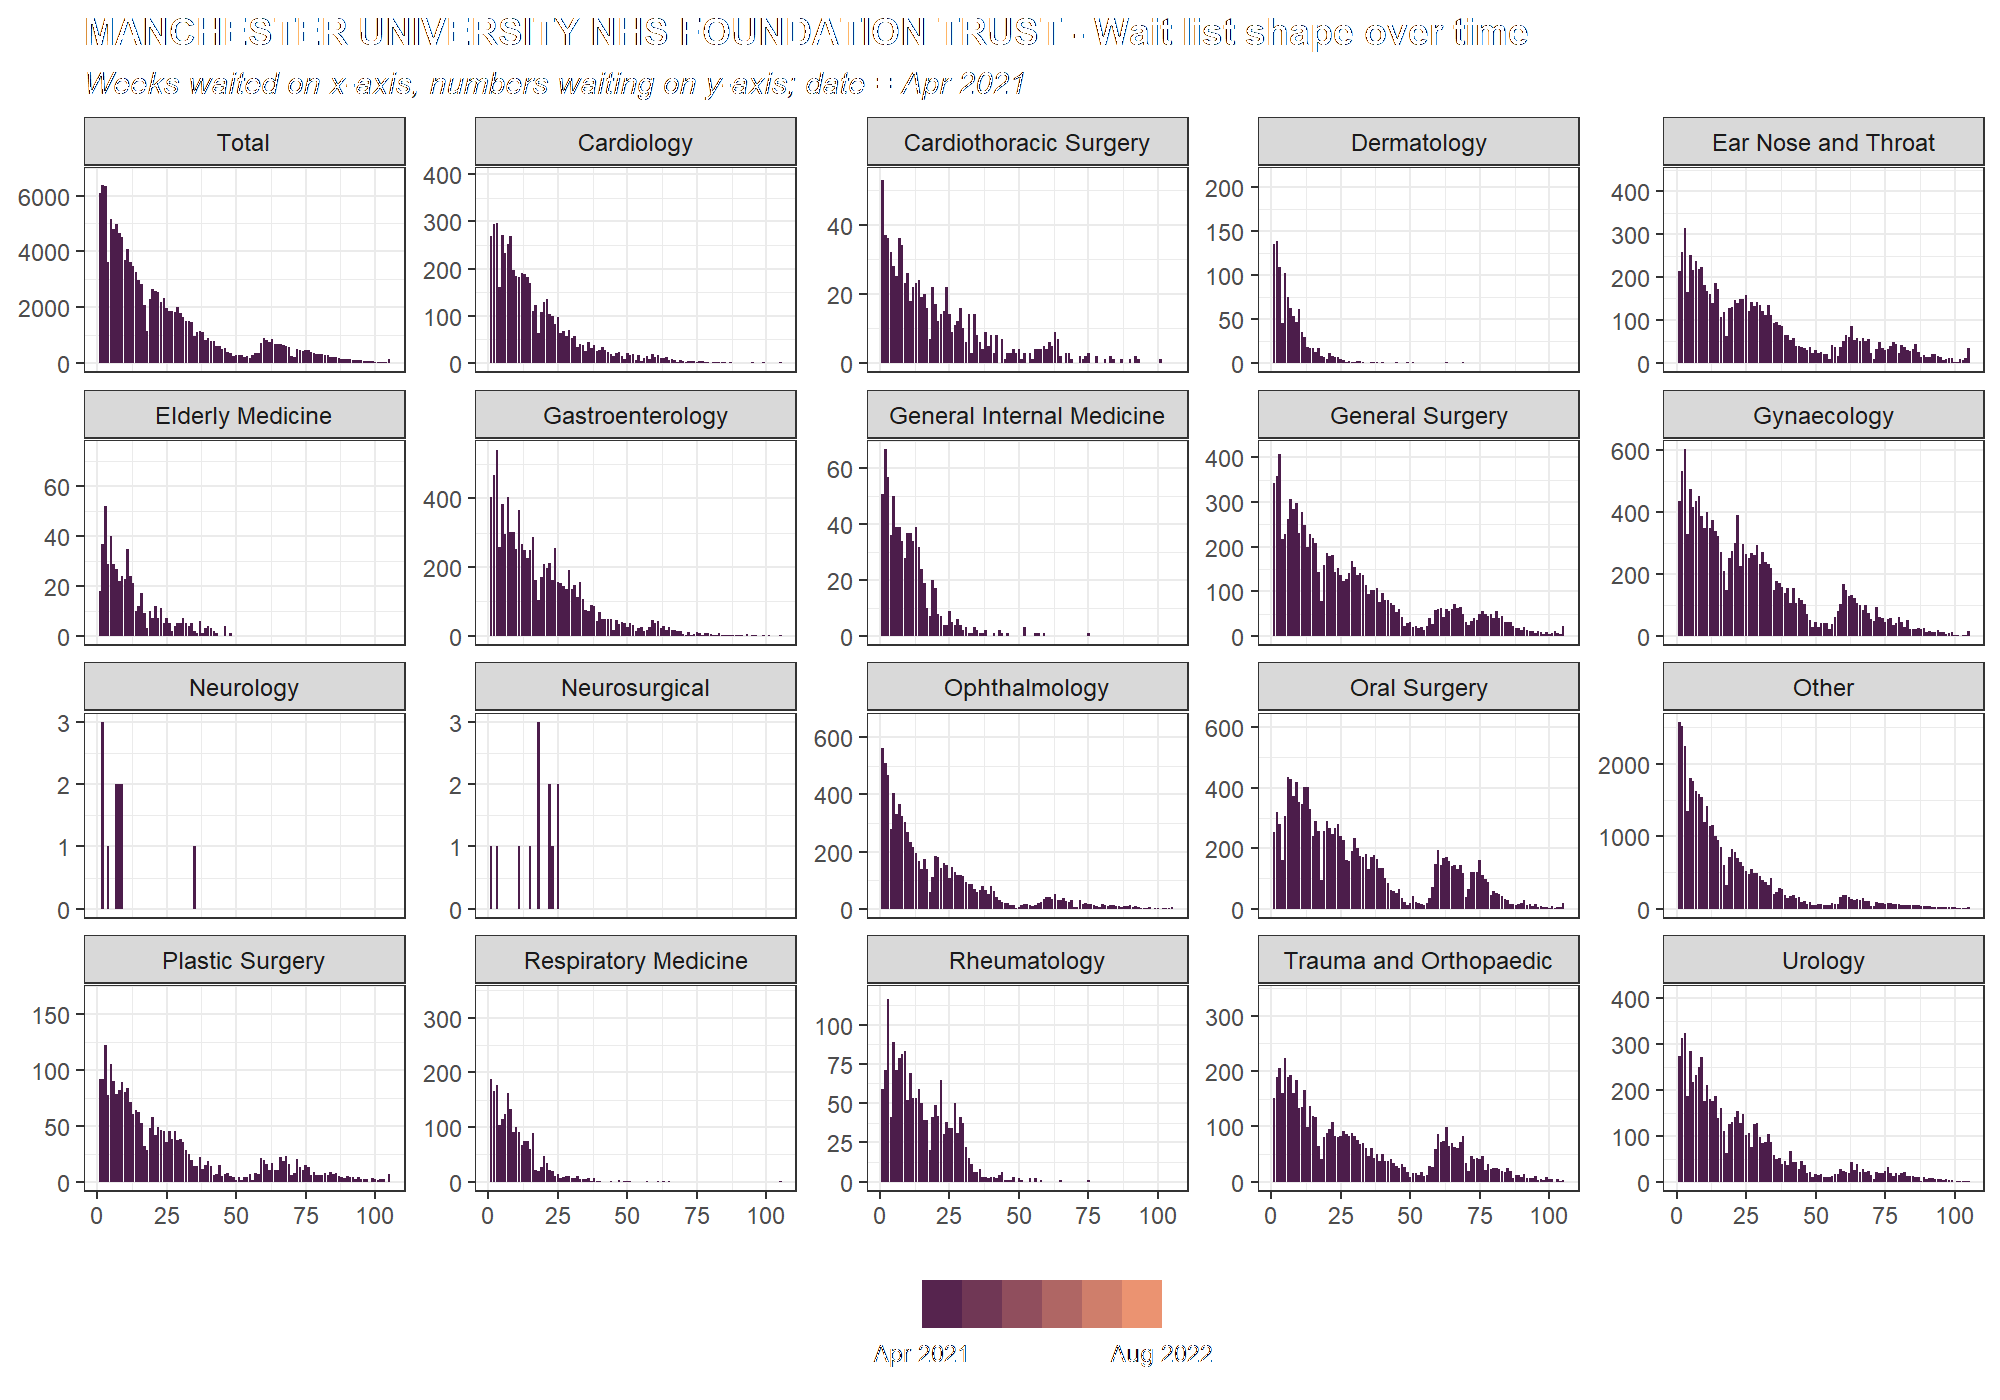 MANCHESTER UNIVERSITY NHS FOUNDATION TRUST - Wait list shape over time
Weeks waited on x-axis, numbers waiting on y-axis; date = Apr 2021
Total
Cardiology
Cardiothoracic Surgery
Dermatology
Ear Nose and Throat
6000
4000
2000
0
400
300
200
100
0
40
20
0
200
150
100
50
0
400
300
200
100
0
Elderly Medicine
Gastroenterology
General Internal Medicine
General Surgery
Gynaecology
60
40
20
0
400
200
0
60
40
20
0
400
300
200
100
0
600
400
200
0
Neurology
Neurosurgical
Ophthalmology
Oral Surgery
Other
3
2
1
0
3
2
1
0
600
400
200
0
600
400
200
0
2000
1000
0
Plastic Surgery
Respiratory Medicine
Rheumatology
Trauma and Orthopaedic
Urology
150
100
50
0
300
200
100
0
100
75
50
25
0
300
200
100
0
400
300
200
100
0
0 25 50 75 100
0 25 50 75 100
0 25 50 75 100
0 25 50 75 100
0 25 50 75 100
Apr 2021
Aug 2022